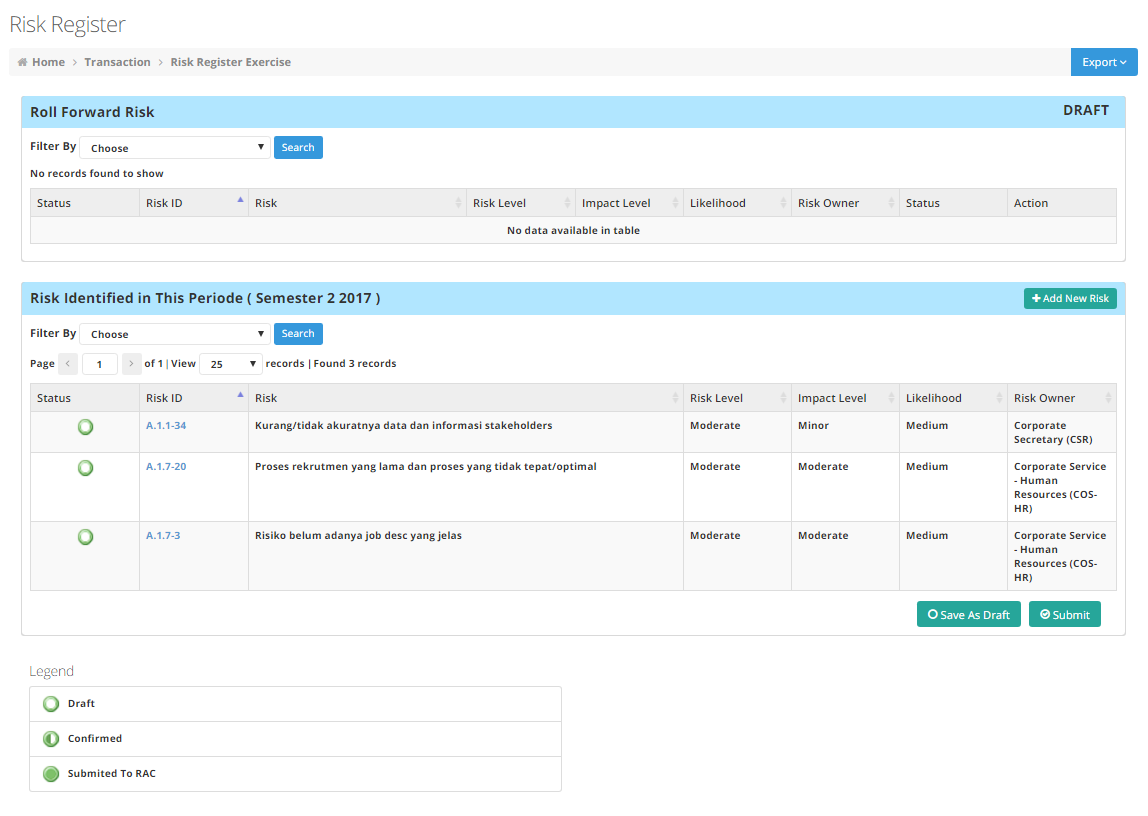 Risk Register
Home > Transaction > Risk Register Exercise
Export
Roll Forward Risk
DRAFT
Filter By Choose Search
No records found to show
Status Risk ID Risk Risk Level Impact Level Likelihood Risk Owner Status Action
No data available in table
Risk Identified in This Periode ( Semester 2 2017 )
Add New Risk
Filter By Choose Search
Page < 1 > of 1 | View 25 records | Found 3 records
Status Risk ID Risk Risk Level Impact Level Likelihood Risk Owner
A.1.1-34 Kurang/tidak akuratnya data dan informasi stakeholders Moderate Minor Medium Corporate
Secretary (CSR)
A.1.7-20 Proses rekrutmen yang lama dan proses yang tidak tepat/optimal Moderate Moderate Medium Corporate Service
- Human
Resources (COS-
HR)
A.1.7-3 Risiko belum adanya job desc yang jelas Moderate Moderate Medium Corporate Service
- Human
Resources (COS-
HR)
Save As Draft Submit
Legend
Draft
Confirmed
Submited To RAC